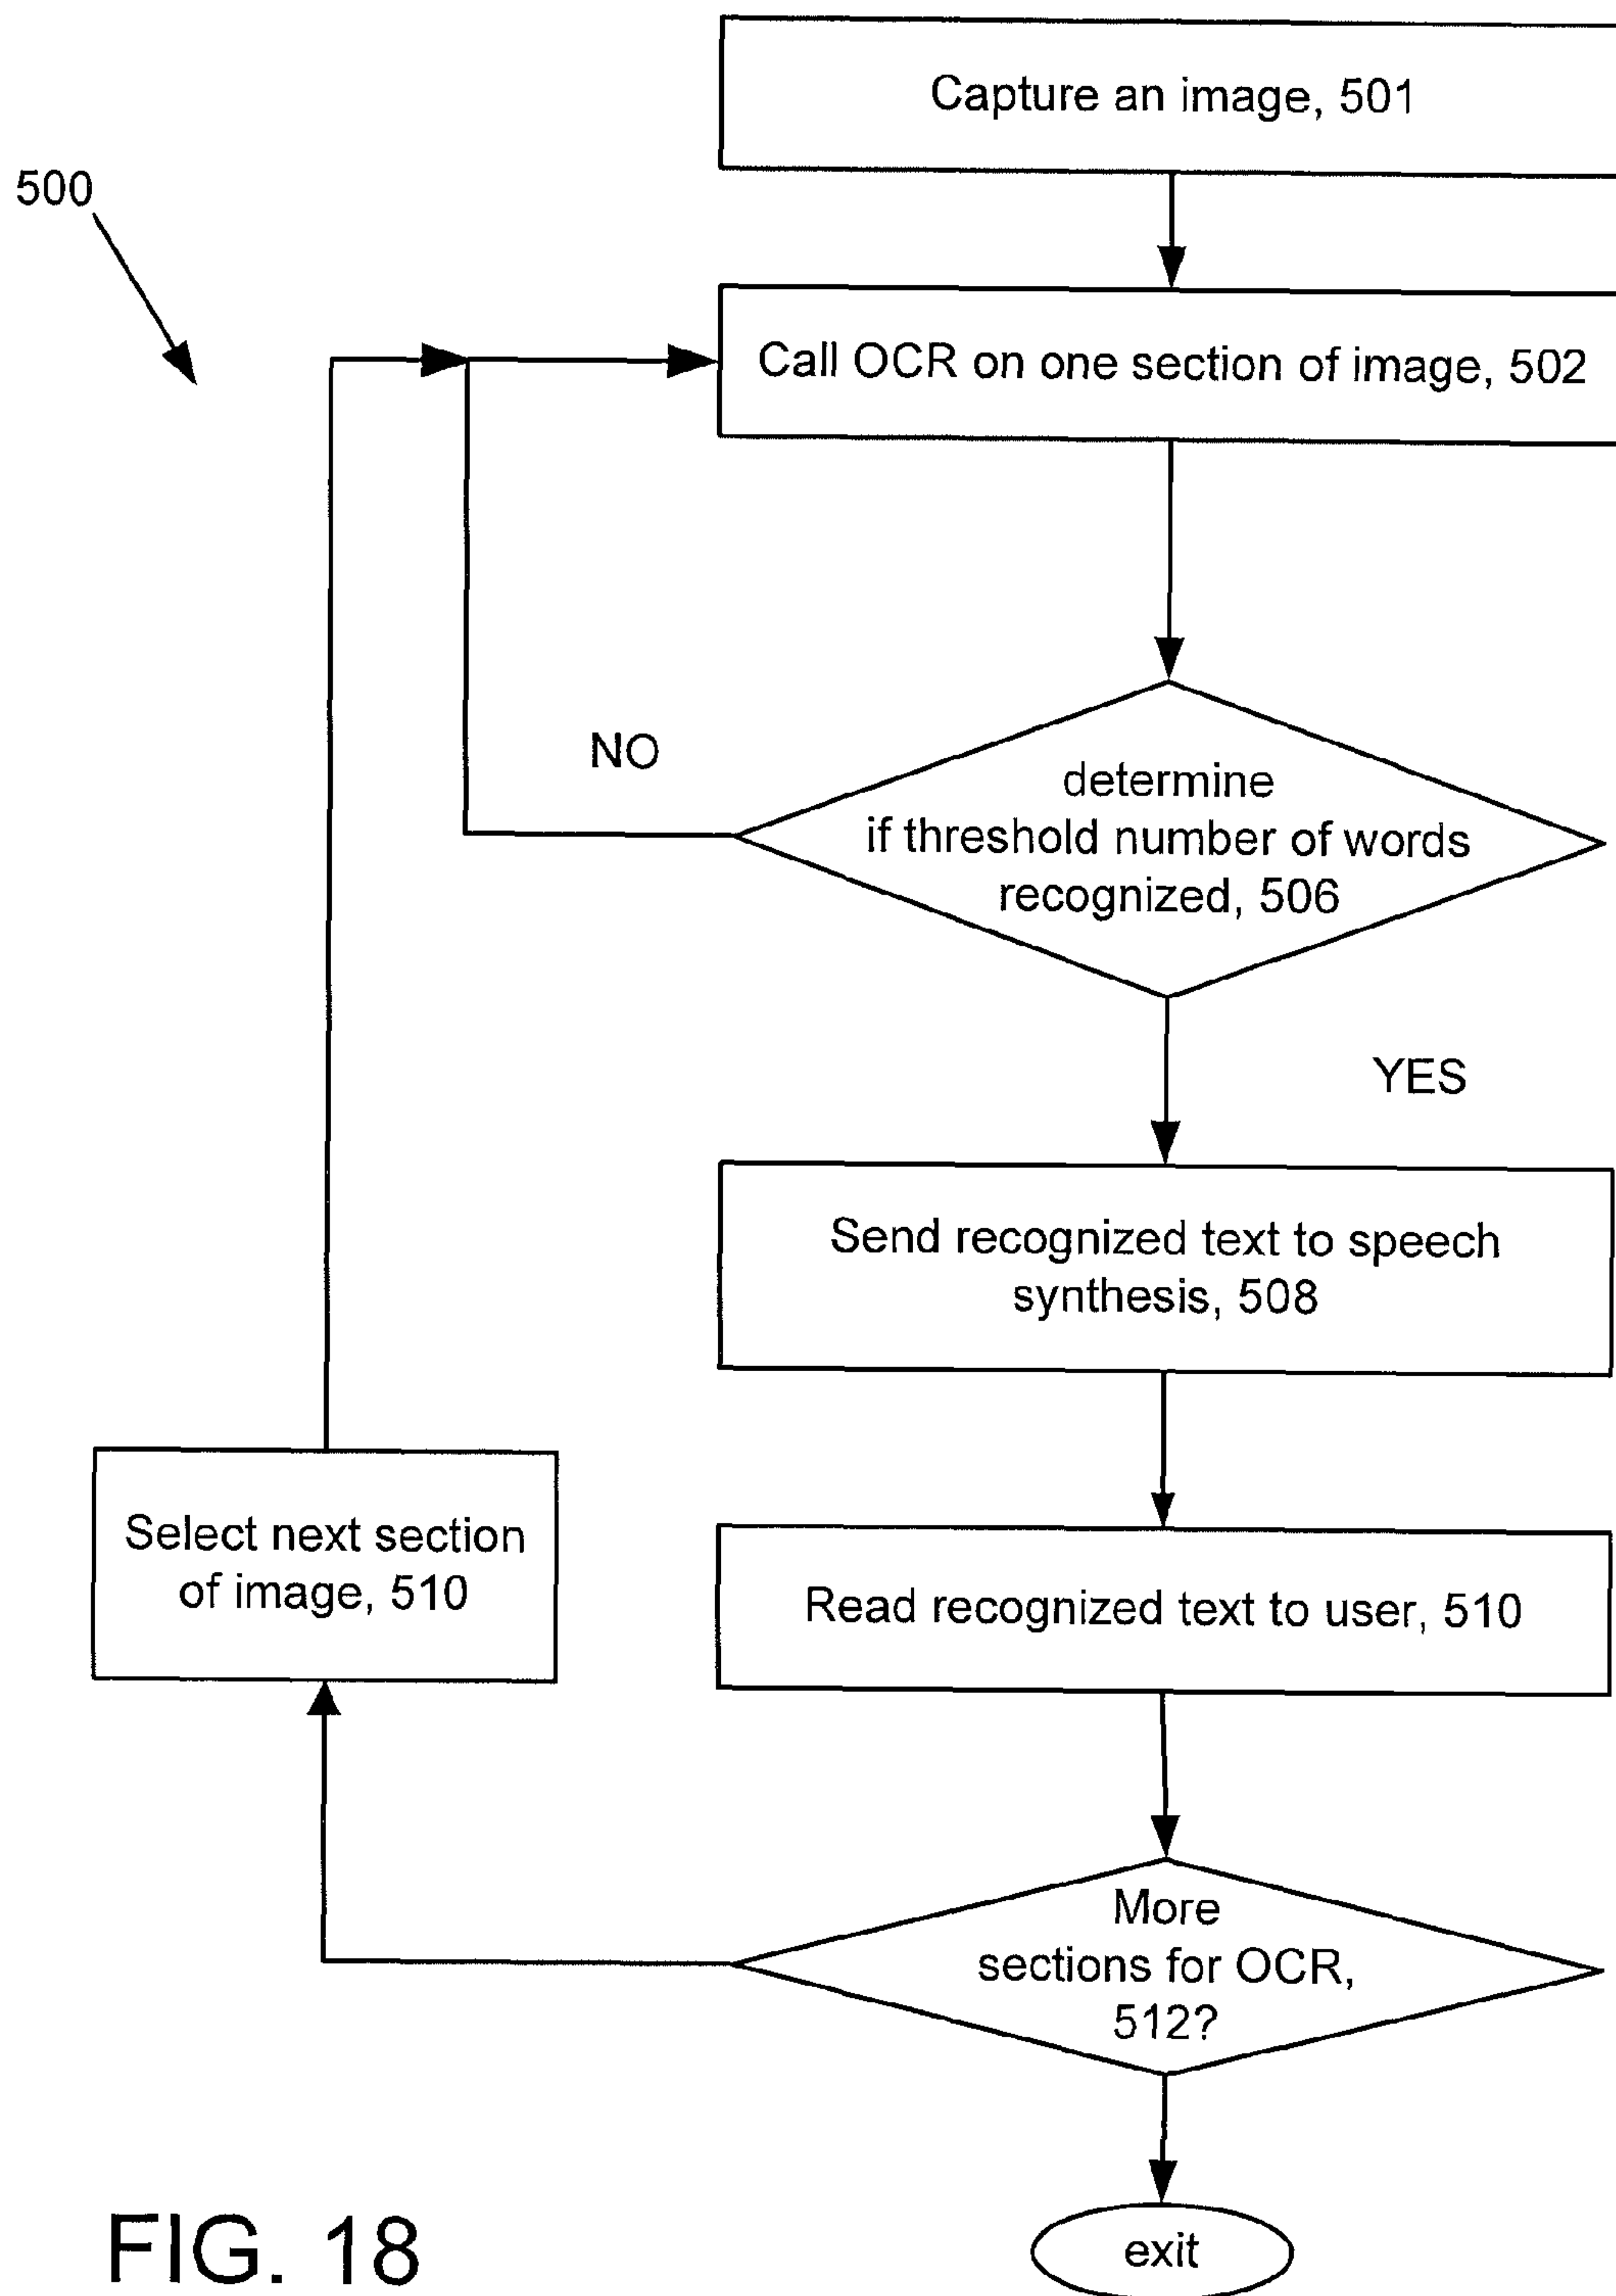 Capture an image, 501
500
Call OCR on one section of image, 502
NO
determine
if threshold number of words
recognized, 506
YES
Send recognized text to speech
synthesis, 508
Select next section
of image, 510
Read recognized text to user, 510
More
sections for OCR,
512?
exit
FIG. 18